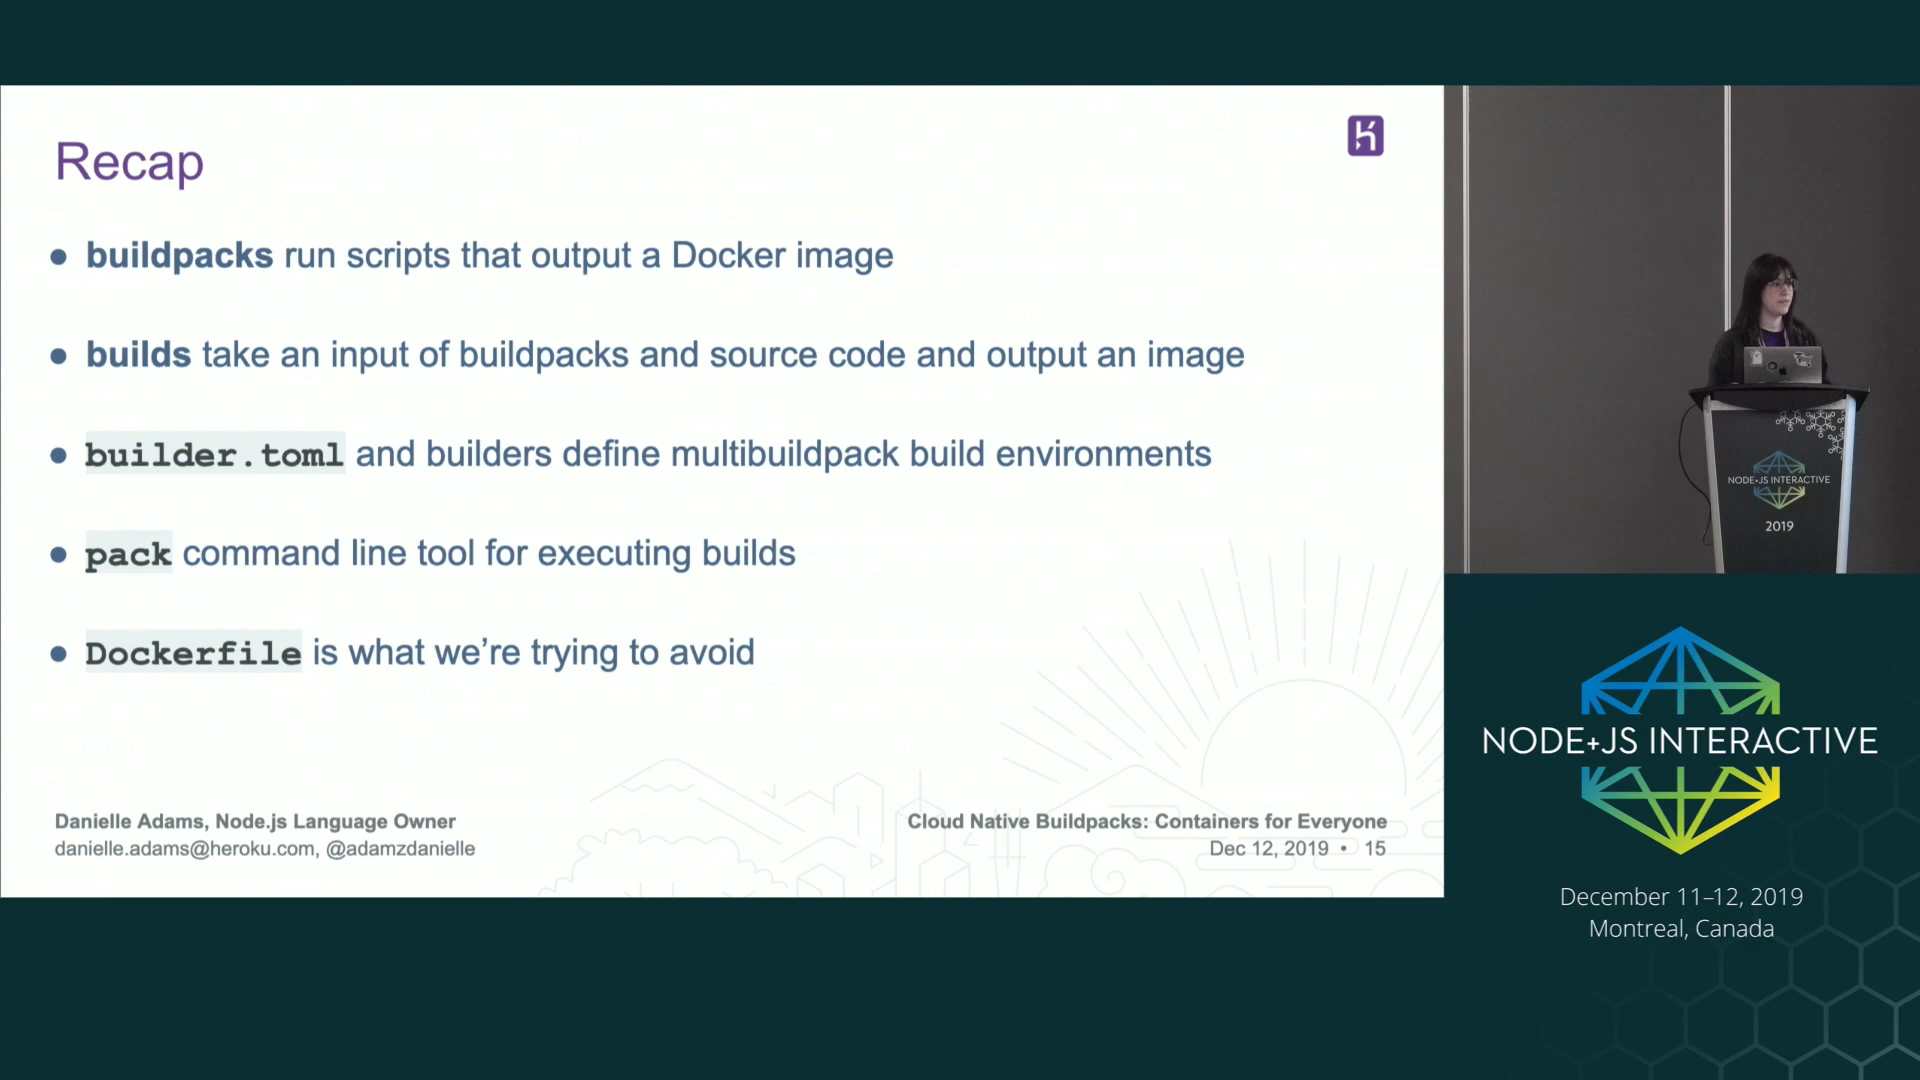 Recap
• buildpacks run scripts that output a Docker image
• builds take an input of buildpacks and source code and output an image
• builder.toml and builders define multibuildpack build environments
• pack command line tool for executing builds
• Dockerfile is what we’re trying to avoid
Danielle Adams, Node.js Language Owner
danielle.adams@heroku.com, @adamzdanielle
Cloud Native Buildpacks: Containers for Everyone
Dec 12, 2019 • 15
NODE+JS INTERACTIVE
2019
NODE+JS INTERACTIVE
December 11–12, 2019
Montreal, Canada